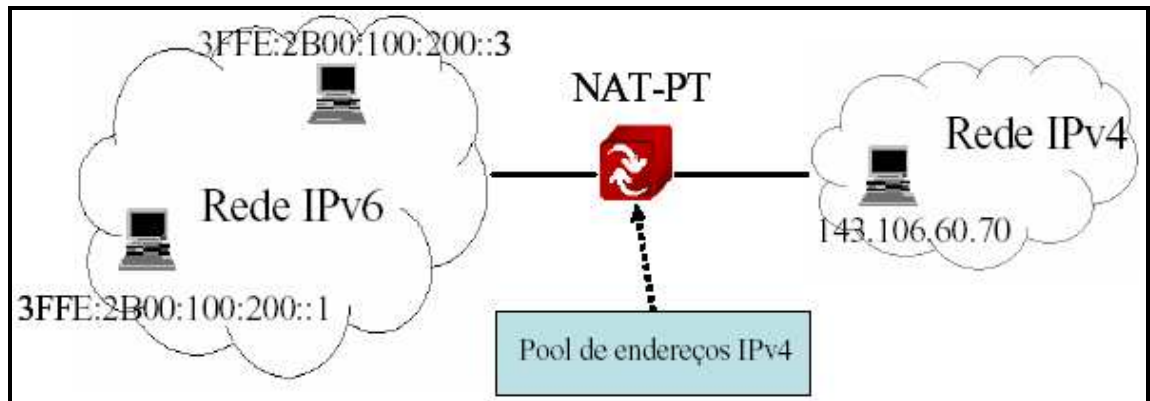 3FFE:2B00:100:200::3
NAT-PT
Rede IPv4
Rede IPv6
143.106.60.70
3FFE:2B00:100:200::1
Pool de endereços IPv4